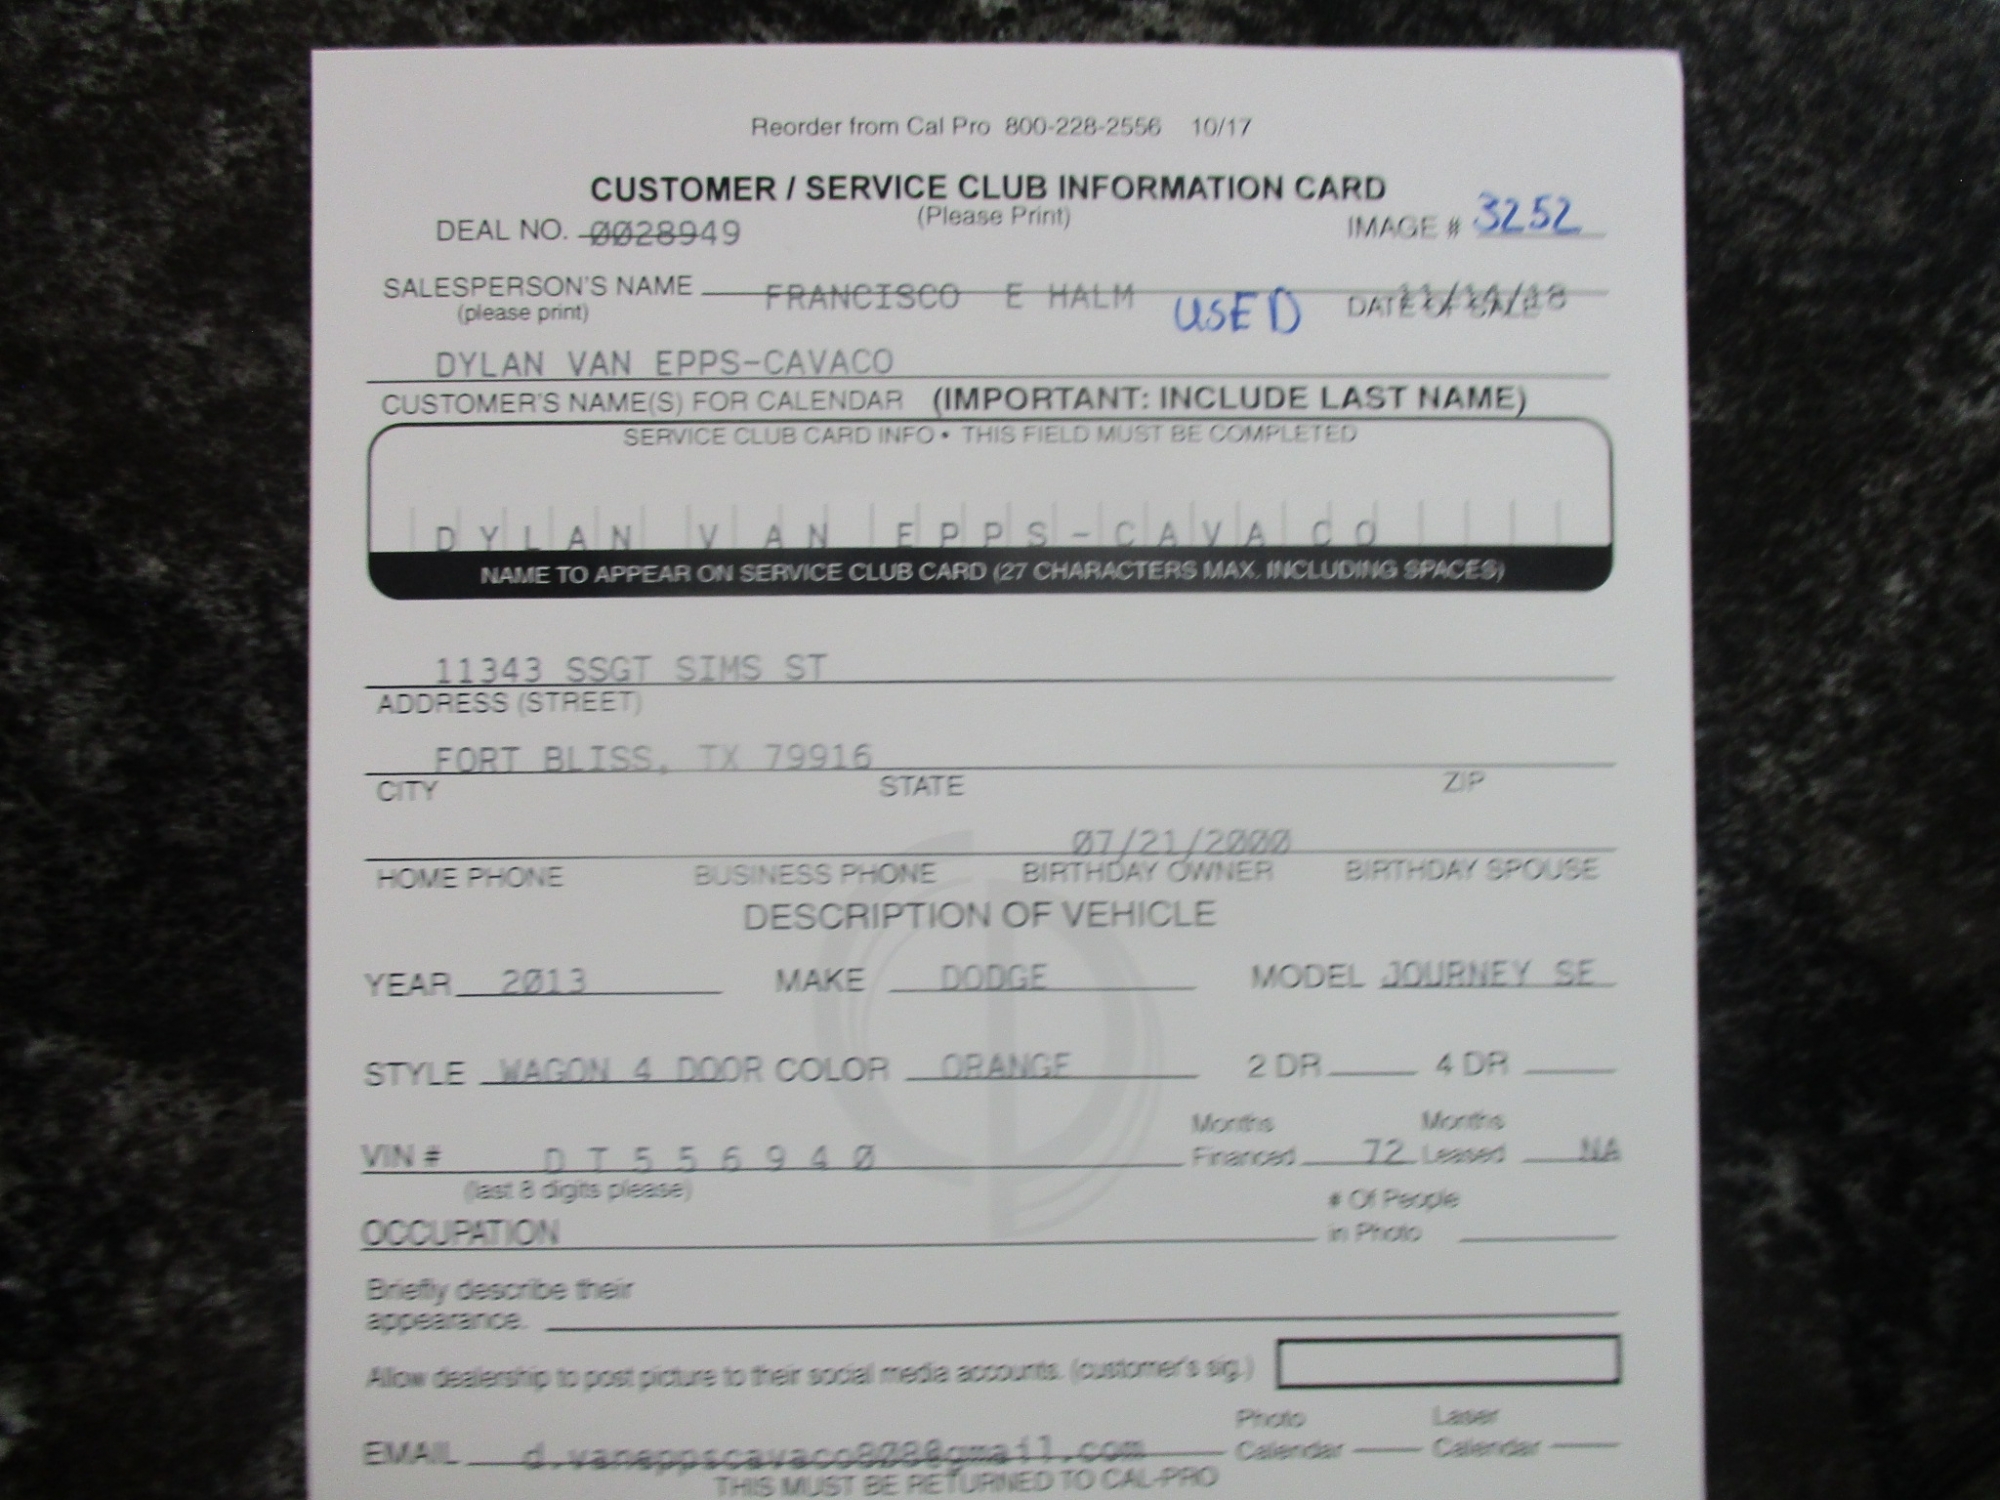 Reorder from Cal Pro 800-228-2556 10/17
CUSTOMER / SERVICE CLUB INFORMATION CARD
(Please Print)
DEAL NO. 0028949 IMAGE # 3252
SALESPERSON'S NAME FRANCISCO E HALM USED DATE OF SALE
(please print)
DYLAN VAN EPPS-CAVACO
CUSTOMER'S NAME(S) FOR CALENDAR (IMPORTANT: INCLUDE LAST NAME)
SERVICE CLUB CARD INFO • THIS FIELD MUST BE COMPLETED
DYLAN VAN EPPS-CAVACO
NAME TO APPEAR ON SERVICE CLUB CARD (27 CHARACTERS MAX. INCLUDING SPACES)
11343 SSGT SIMS ST
ADDRESS (STREET)
FORT BLISS, TX 79916
CITY STATE ZIP
07/21/2000
HOME PHONE BUSINESS PHONE BIRTHDAY OWNER BIRTHDAY SPOUSE
DESCRIPTION OF VEHICLE
YEAR 2013 MAKE DODGE MODEL JOURNEY SE
STYLE WAGON 4 DOOR COLOR ORANGE 2 DR 4 DR
Months Months
VIN # DT556940 Financed 72 Leased NA
(last 8 digits please)
# Of People
OCCUPATION in Photo
Briefly describe their
appearance.
Allow dealership to post picture to their social media accounts. (customer's sig.)
Photo Laser
EMAIL d.vaneppscavaco808@gmail.com Calendar Calendar
THIS MUST BE RETURNED TO CAL-PRO